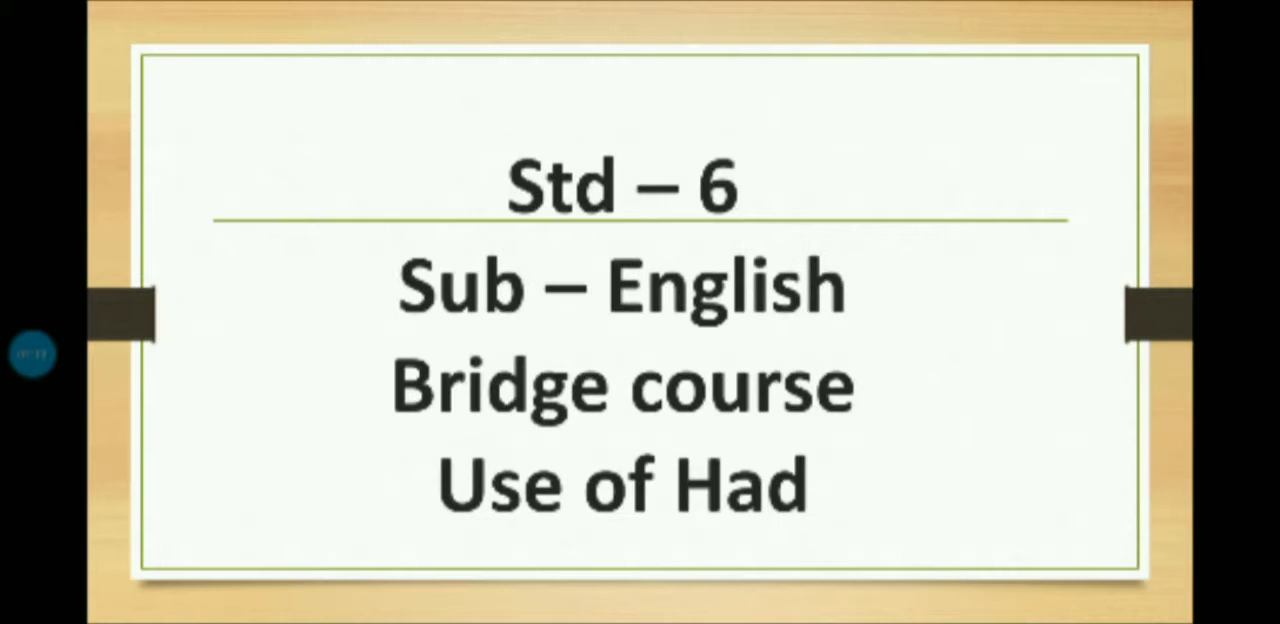 Std – 6
Sub – English
Bridge course
Use of Had